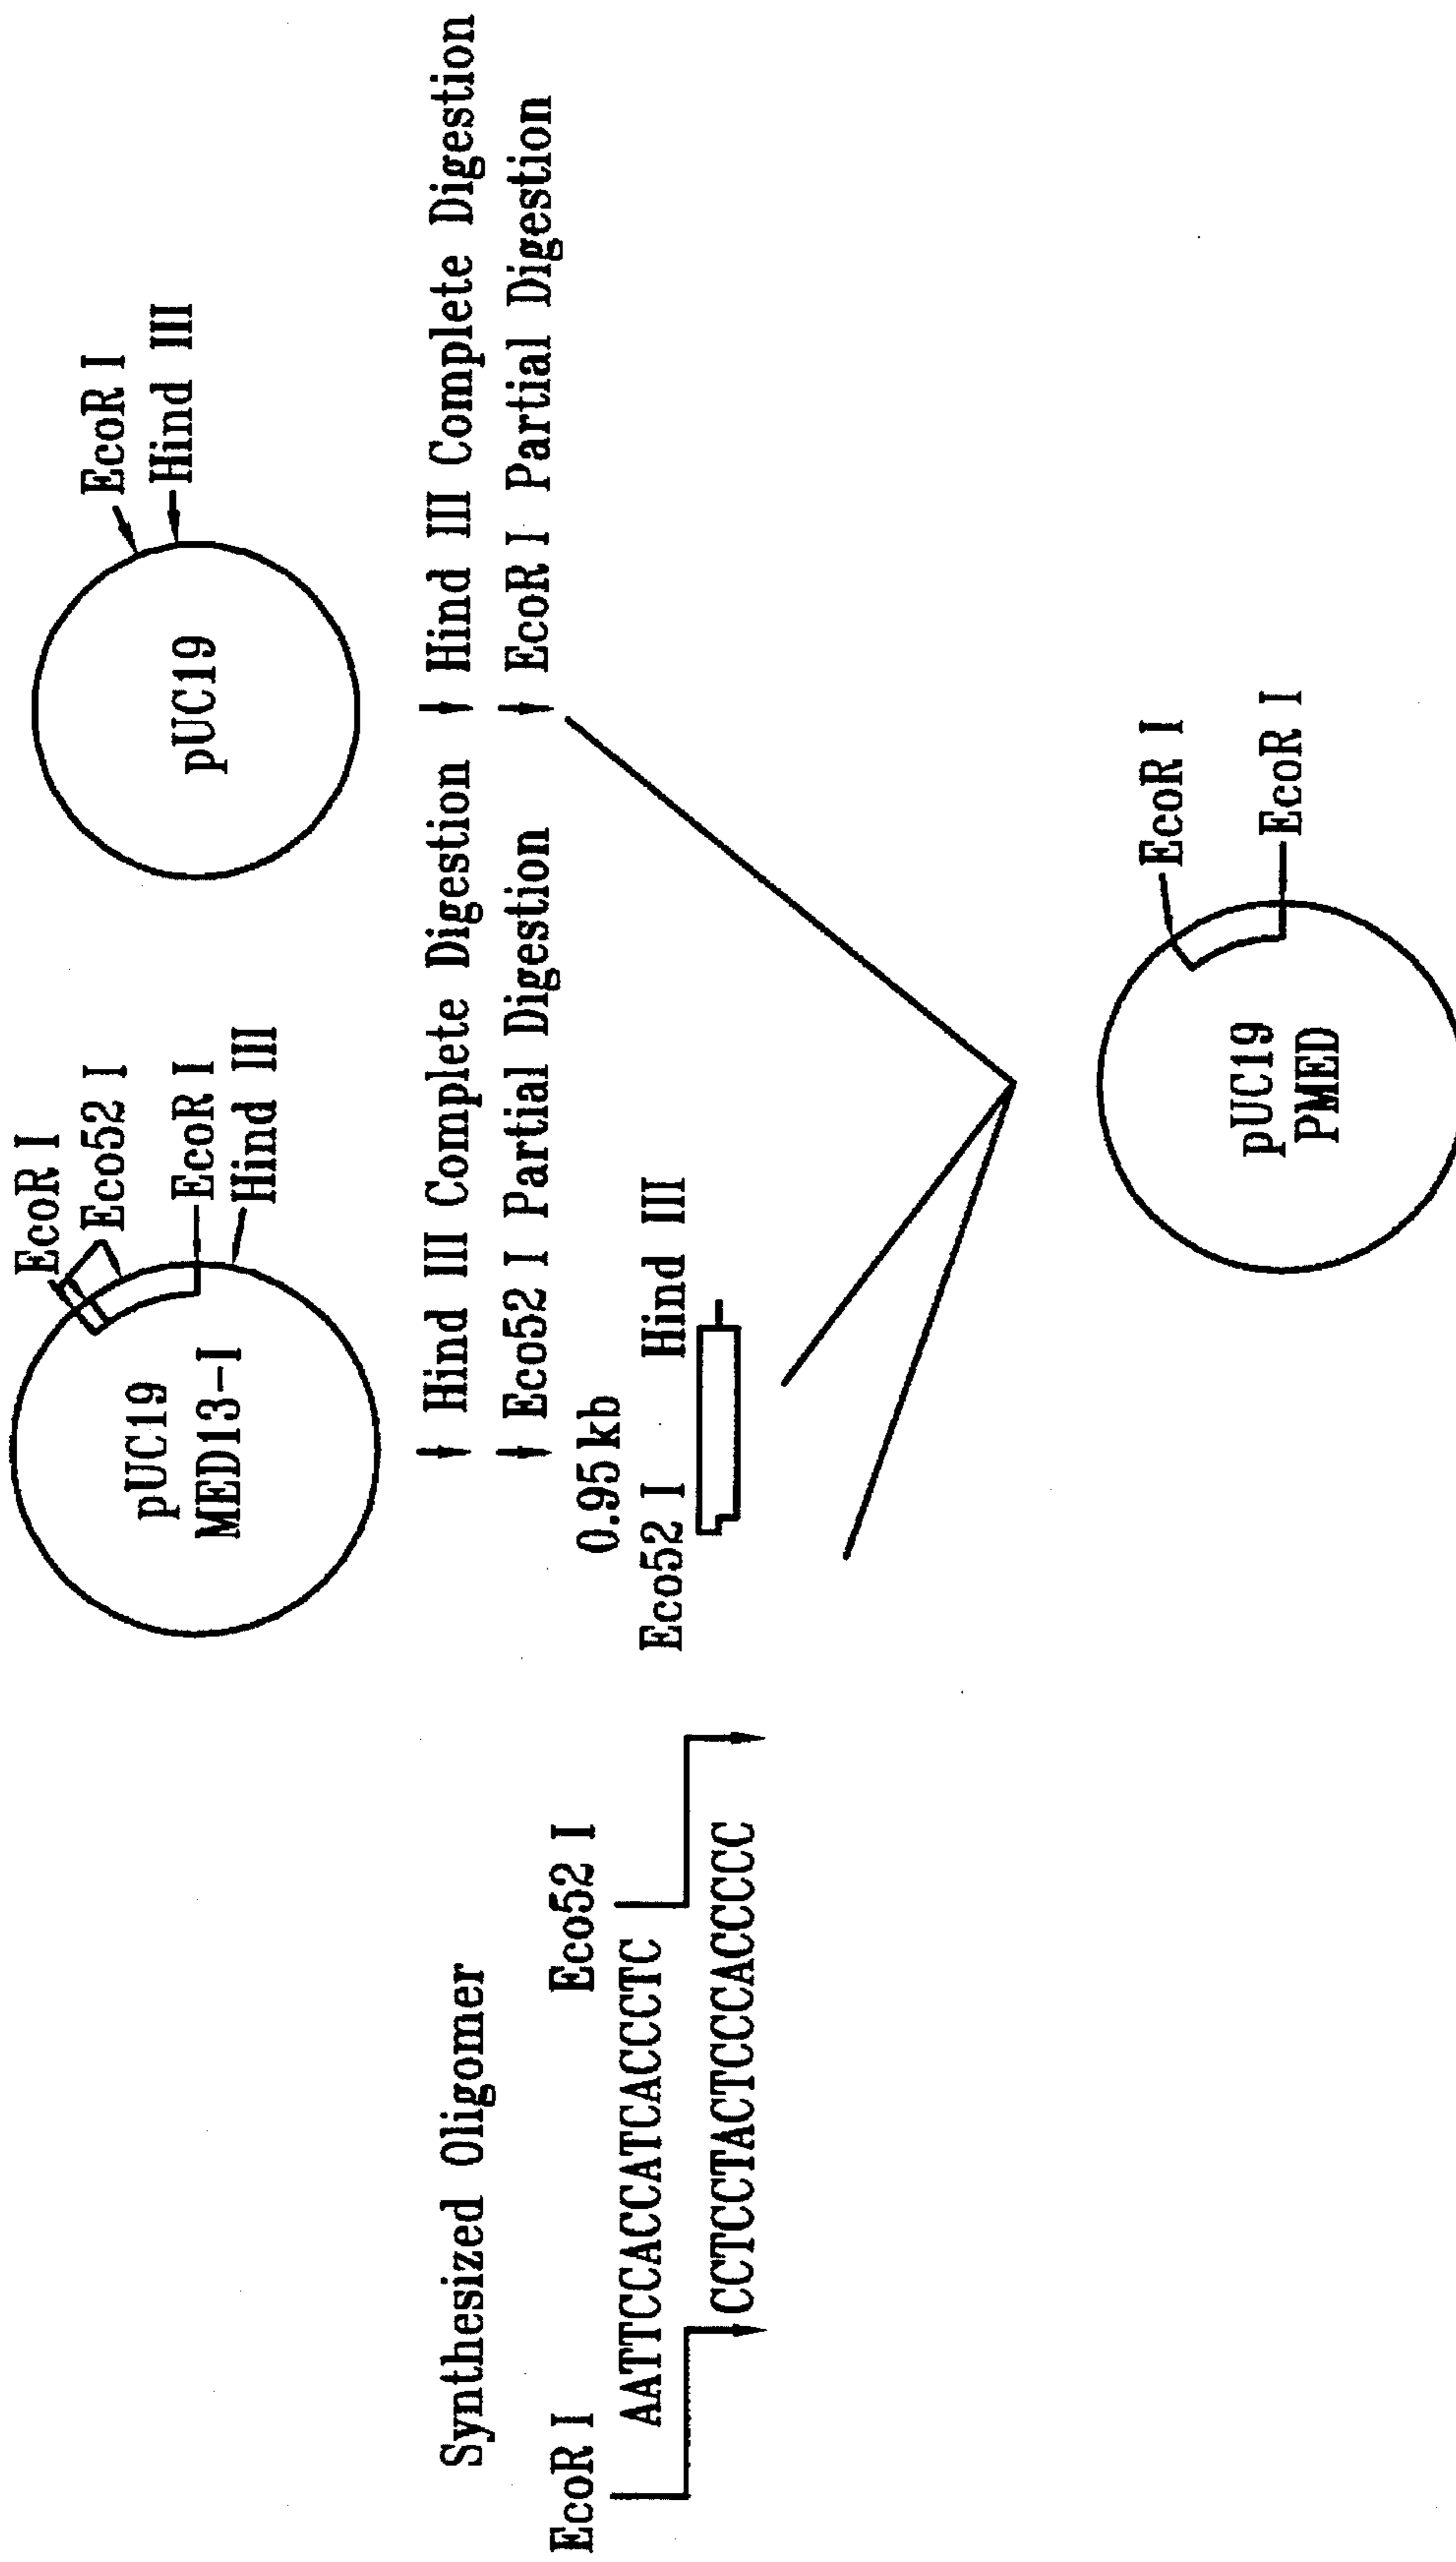 EcoR I
Eco52 I
EcoR I
Hind III
pUC19
MED13-I
EcoR I
Hind III
pUC19
Hind III Complete Digestion
Eco52 I Partial Digestion
Hind III Complete Digestion
EcoR I Partial Digestion
Synthesized Oligomer
EcoR I Eco52 I
AATTCCACCATCACCCTC
CCTCCTACTCCCACCCCC
0.95kb
Eco52 I Hind III
EcoR I
EcoR I
pUC19
PMED